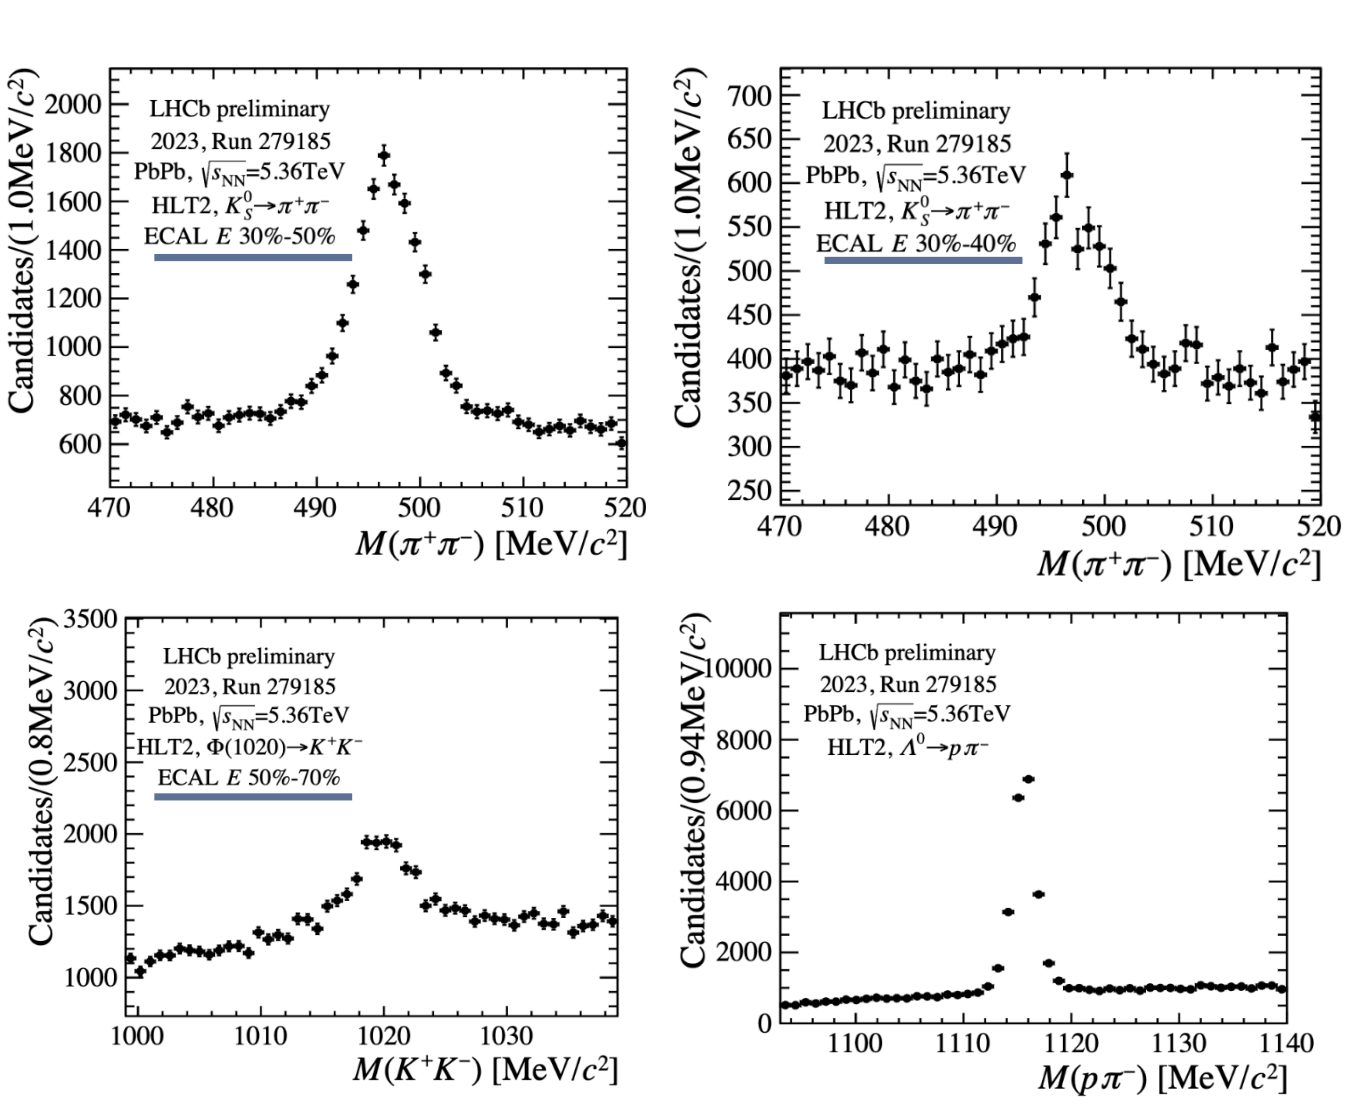 Candidates/(1.0MeV/c²)
2000
1800
1600
1400
1200
1000
800
600
LHCb preliminary
2023, Run 279185
PbPb, √s_NN=5.36TeV
HLT2, K⁰_S→π⁺π⁻
ECAL E 30%-50%
470 480 490 500 510 520
M(π⁺π⁻) [MeV/c²]
Candidates/(1.0MeV/c²)
700
650
600
550
500
450
400
350
300
250
LHCb preliminary
2023, Run 279185
PbPb, √s_NN=5.36TeV
HLT2, K⁰_S→π⁺π⁻
ECAL E 30%-40%
470 480 490 500 510 520
M(π⁺π⁻) [MeV/c²]
Candidates/(0.8MeV/c²)
3500
3000
2500
2000
1500
1000
LHCb preliminary
2023, Run 279185
PbPb, √s_NN=5.36TeV
HLT2, Φ(1020)→K⁺K⁻
ECAL E 50%-70%
1000 1010 1020 1030
M(K⁺K⁻) [MeV/c²]
Candidates/(0.94MeV/c²)
10000
8000
6000
4000
2000
0
LHCb preliminary
2023, Run 279185
PbPb, √s_NN=5.36TeV
HLT2, Λ⁰→pπ⁻
1100 1110 1120 1130 1140
M(pπ⁻) [MeV/c²]